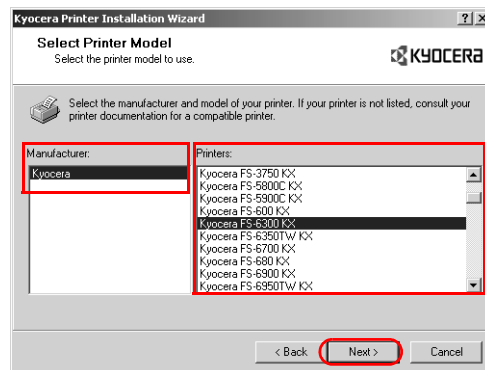 Kyocera Printer Installation Wizard
Select Printer Model
Select the printer model to use.
KYOCERA
Select the manufacturer and model of your printer. If your printer is not listed, consult your
printer documentation for a compatible printer.
Manufacturer:
Kyocera
Printers:
Kyocera FS-3750 KX
Kyocera FS-5800C KX
Kyocera FS-5900C KX
Kyocera FS-600 KX
Kyocera FS-6300 KX
Kyocera FS-6350TW KX
Kyocera FS-6700 KX
Kyocera FS-680 KX
Kyocera FS-6900 KX
Kyocera FS-6950TW KX
< Back
Next >
Cancel